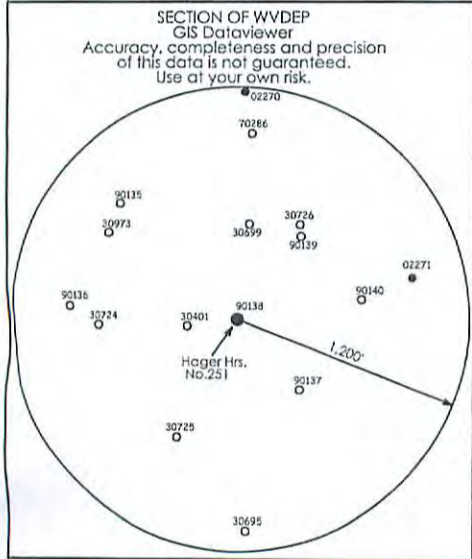 SECTION OF WVDEP
GIS Dataviewer
Accuracy, completeness and precision
of this data is not guaranteed.
Use at your own risk.
02270
70286
90135
30973
30699
30726
90139
02271
90136
30724
30401
90138
90140
Hager Hrs.
No.251
1,200'
90137
30725
30695